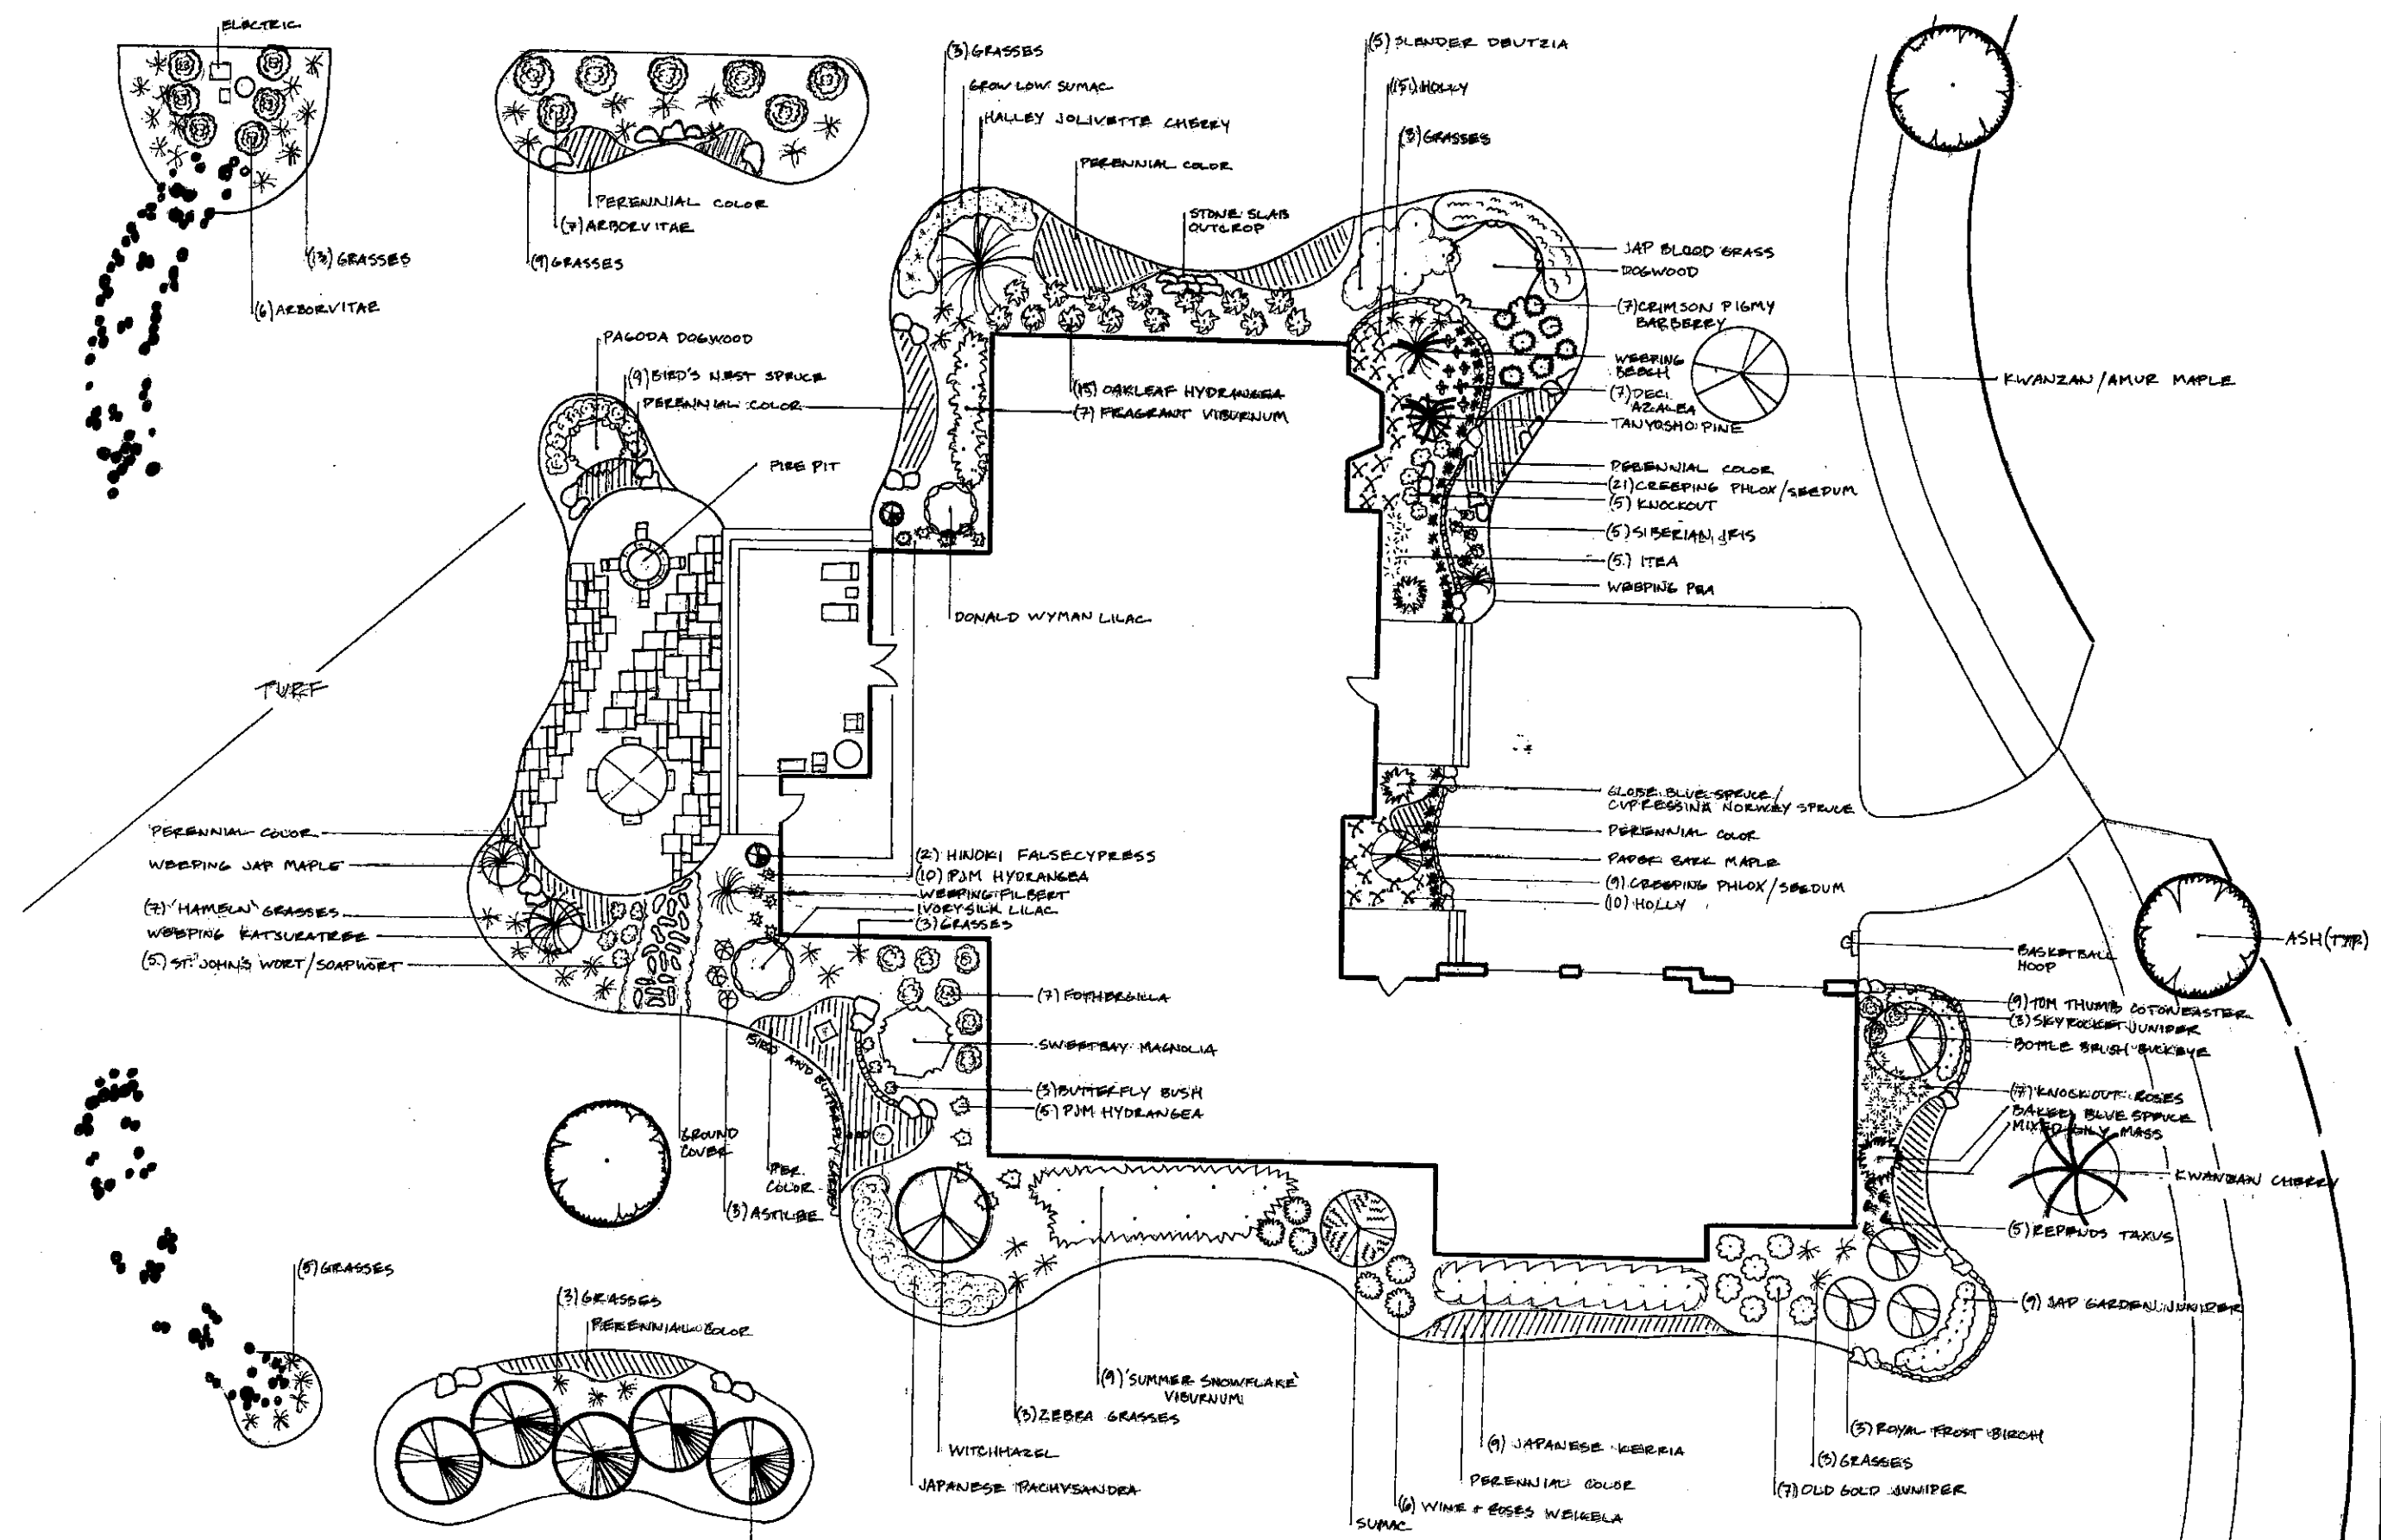 ELECTRIC
(13) GRASSES
(6) ARBORVITAE
PERENNIAL COLOR
(7) ARBORVITAE
(9) GRASSES
(3) GRASSES
GROW LOW SUMAC
HALLEY JOLIVETTE CHERRY
PERENNIAL COLOR
STONE SLAB
OUTCROP
(5) SLENDER DEUTZIA
(15) HOLLY
(3) GRASSES
JAP BLOOD GRASS
DOGWOOD
(7) CRIMSON PIGMY
BARBERRY
WEEPING
BEECH
(7) DECI.
AZALEA
TANYOSHO PINE
PERENNIAL COLOR
(21) CREEPING PHLOX/SEEDUM
(5) KNOCKOUT
(5) SIBERIAN IRIS
(5) ITEA
WEEPING PEA
KWANZAN/AMUR MAPLE
PAGODA DOGWOOD
(9) BIRD'S NEST SPRUCE
PERENNIAL COLOR
FIRE PIT
(15) OAKLEAF HYDRANGEA
(7) FRAGRANT VIBURNUM
DONALD WYMAN LILAC
TURF
PERENNIAL COLOR
WEEPING JAP MAPLE
(7) 'HAMELN' GRASSES
WEEPING KATSURATREE
(5) ST. JOHN'S WORT/SOAPWORT
(2) HINOKI FALSECYPRESS
(10) PJM HYDRANGEA
WEEPING FILBERT
IVORY SILK LILAC
(3) GRASSES
GLOBE BLUE SPRUCE/
CUPRESSINA NORWAY SPRUCE
PERENNIAL COLOR
PAPER BARK MAPLE
(9) CREEPING PHLOX/SEEDUM
(10) HOLLY
ASH (TYP)
BASKETBALL
HOOP
(7) FOTHERGILLA
SWEETBAY MAGNOLIA
(3) BUTTERFLY BUSH
(5) PJM HYDRANGEA
BIRD AND BUTTERFLY GARDEN
GROUND
COVER
PER.
COLOR
(3) ASTILBE
(9) TOM THUMB COTONEASTER
(3) SKYROCKET JUNIPER
BOTTLE BRUSH BUCKEYE
(7) KNOCKOUT ROSES
BAKERI BLUE SPRUCE
MIXED LILY MASS
KWANZAN CHERRY
(5) REPENDS TAXUS
(9) JAP GARDEN JUNIPER
(5) GRASSES
(3) GRASSES
PERENNIAL COLOR
(9) 'SUMMER SNOWFLAKE'
VIBURNUM
(3) ZEBRA GRASSES
WITCHHAZEL
JAPANESE PACHYSANDRA
(9) JAPANESE KERRIA
PERENNIAL COLOR
(6) WINE + ROSES WEIGELA
SUMAC
(3) ROYAL FROST BIRCH
(3) GRASSES
(7) OLD GOLD JUNIPER